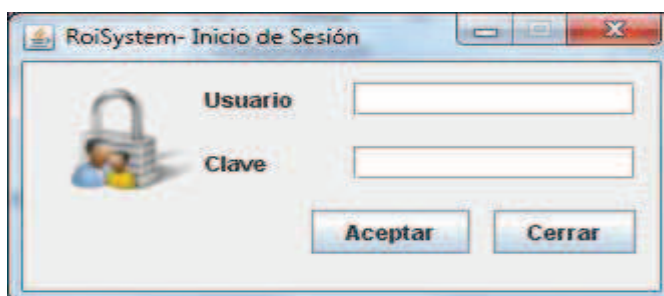 RoiSystem- Inicio de Sesión
Usuario
Clave
Aceptar Cerrar